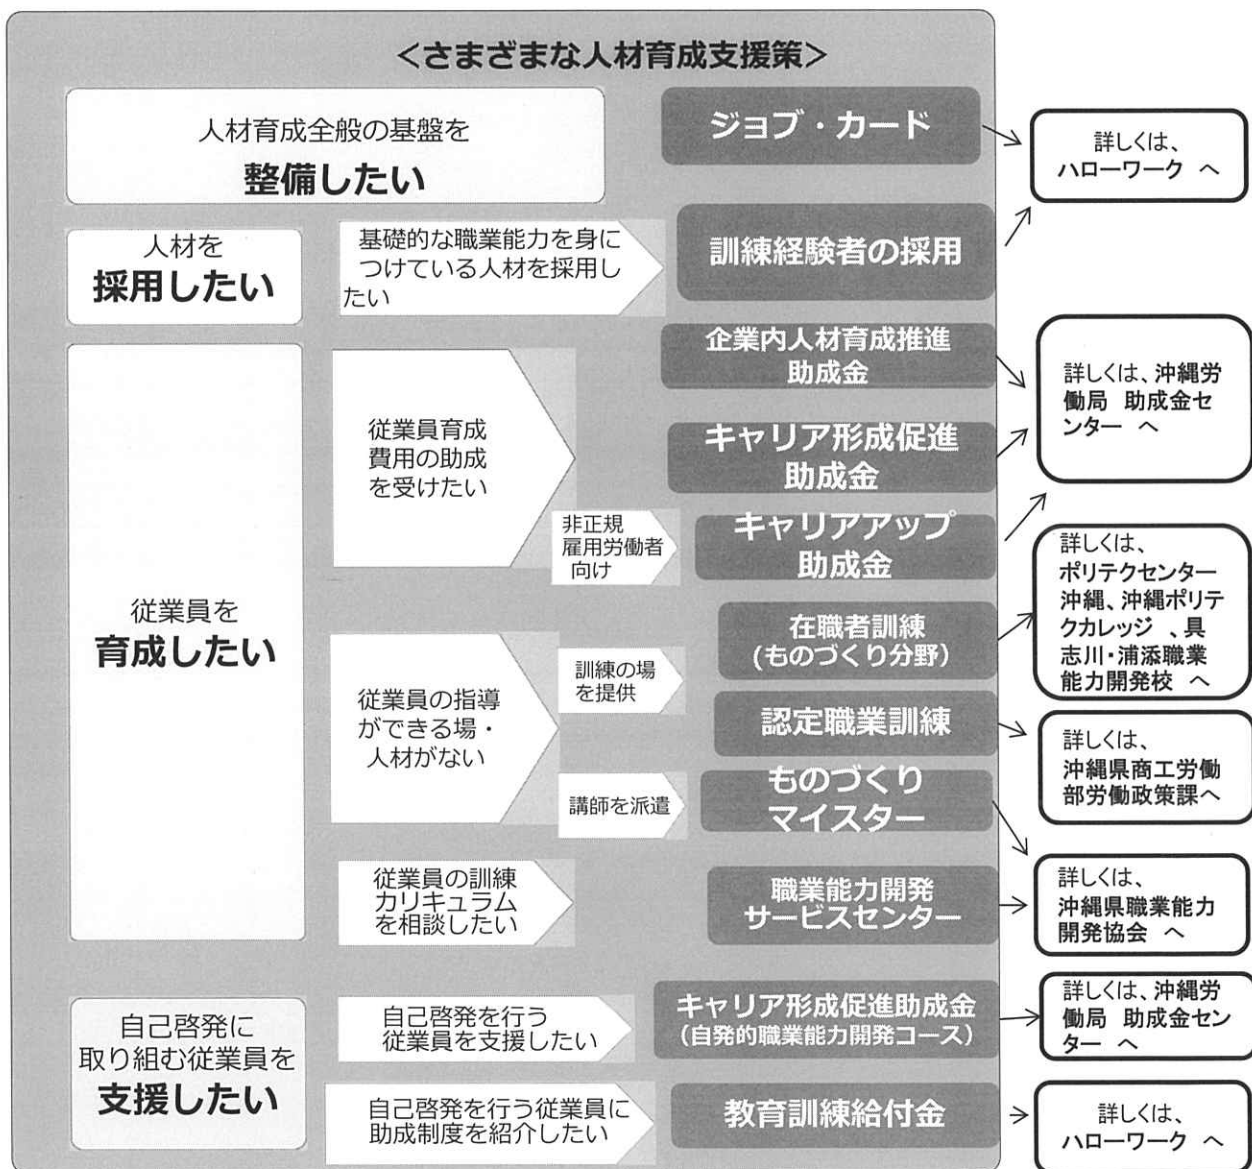 ＜さまざまな人材育成支援策＞
人材育成全般の基盤を
整備したい
ジョブ・カード
詳しくは、
ハローワーク　へ
人材を
採用したい
基礎的な職業能力を身に
つけている人材を採用し
たい
訓練経験者の採用
従業員を
育成したい
従業員育成
費用の助成
を受けたい
企業内人材育成推進
助成金
キャリア形成促進
助成金
非正規
雇用労働者
向け
キャリアアップ
助成金
詳しくは、沖縄労
働局　助成金セ
ンター　へ
従業員の指導
ができる場・
人材がない
訓練の場
を提供
在職者訓練
(ものづくり分野)
詳しくは、
ポリテクセンター
沖縄、沖縄ポリテ
クカレッジ　、具
志川・浦添職業
能力開発校　へ
認定職業訓練
詳しくは、
沖縄県商工労働
部労働政策課へ
講師を派遣
ものづくり
マイスター
従業員の訓練
カリキュラム
を相談したい
職業能力開発
サービスセンター
詳しくは、
沖縄県職業能力
開発協会　へ
自己啓発に
取り組む従業員を
支援したい
自己啓発を行う
従業員を支援したい
キャリア形成促進助成金
(自発的職業能力開発コース)
詳しくは、沖縄労
働局　助成金セン
ター　へ
自己啓発を行う従業員に
助成制度を紹介したい
教育訓練給付金
詳しくは、
ハローワーク　へ